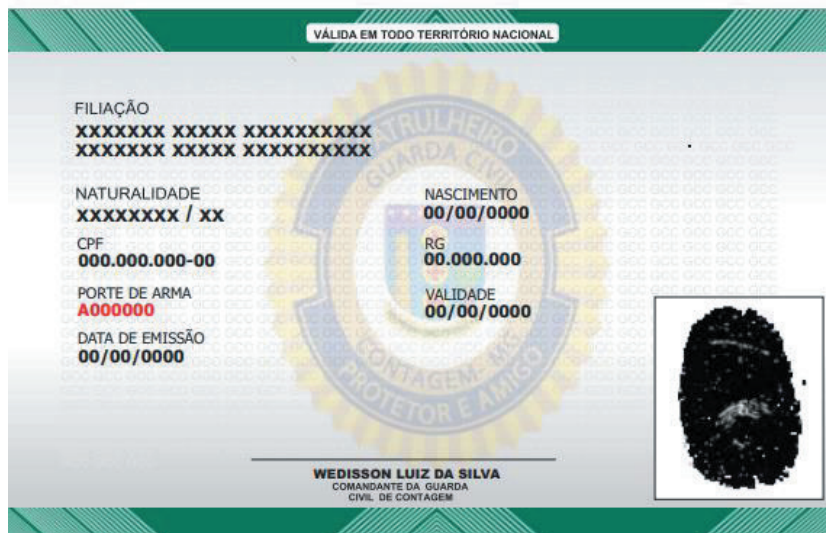 VÁLIDA EM TODO TERRITÓRIO NACIONAL
FILIAÇÃO
XXXXXXX XXXXX XXXXXXXXXX
XXXXXXX XXXXX XXXXXXXXXX
NATURALIDADE
XXXXXXXX / XX
NASCIMENTO
00/00/0000
CPF
000.000.000-00
RG
00.000.000
PORTE DE ARMA
A000000
VALIDADE
00/00/0000
DATA DE EMISSÃO
00/00/0000
PATRULHEIRO
GUARDA CIVIL
CONTAGEM - MG
PROTETOR E AMIGO
WEDISSON LUIZ DA SILVA
COMANDANTE DA GUARDA
CIVIL DE CONTAGEM